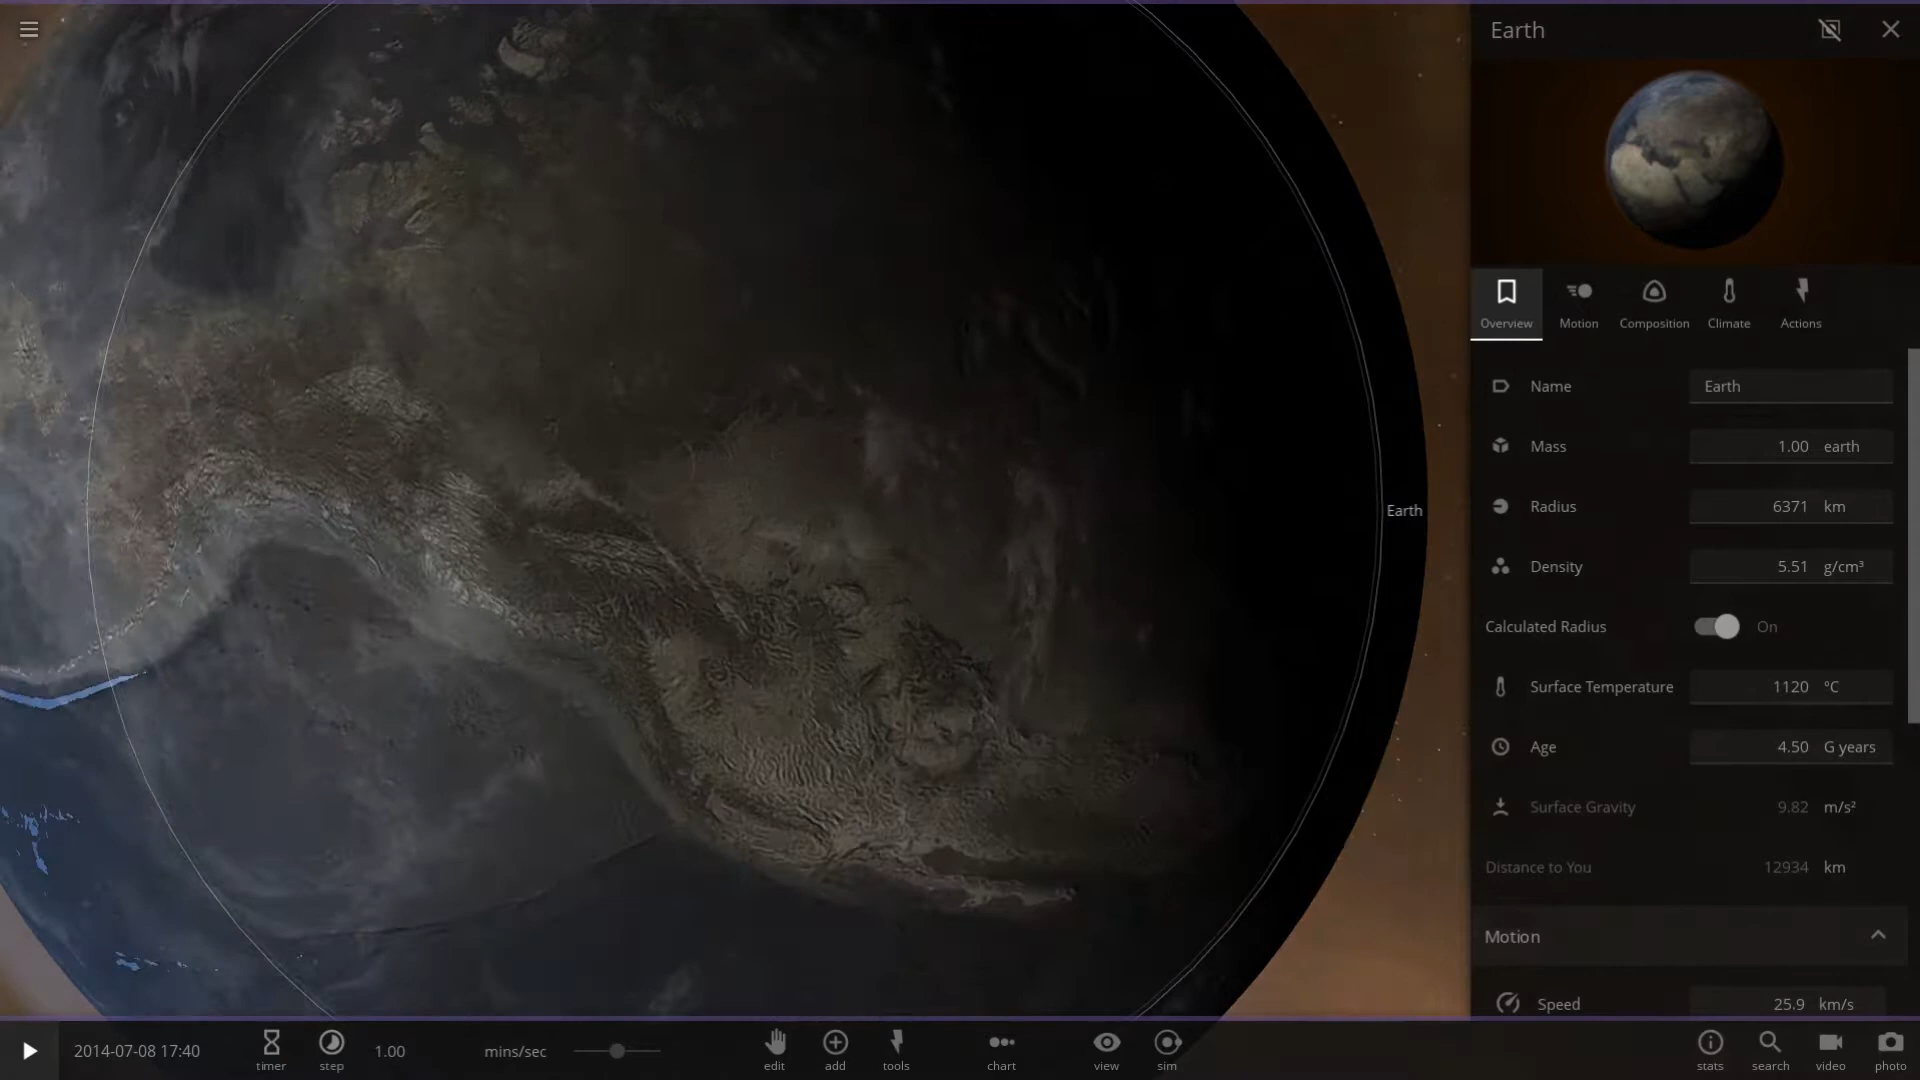 Earth
Overview
Motion
Composition
Climate
Actions
Name Earth
Mass 1.00 earth
Radius 6371 km
Density 5.51 g/cm³
Calculated Radius On
Surface Temperature 1120 °C
Age 4.50 G years
Surface Gravity 9.82 m/s²
Distance to You 12934 km
Motion
Speed 25.9 km/s
Earth
2014-07-08 17:40
timer
step
1.00 mins/sec
edit
add
tools
chart
view
sim
stats
search
video
photo